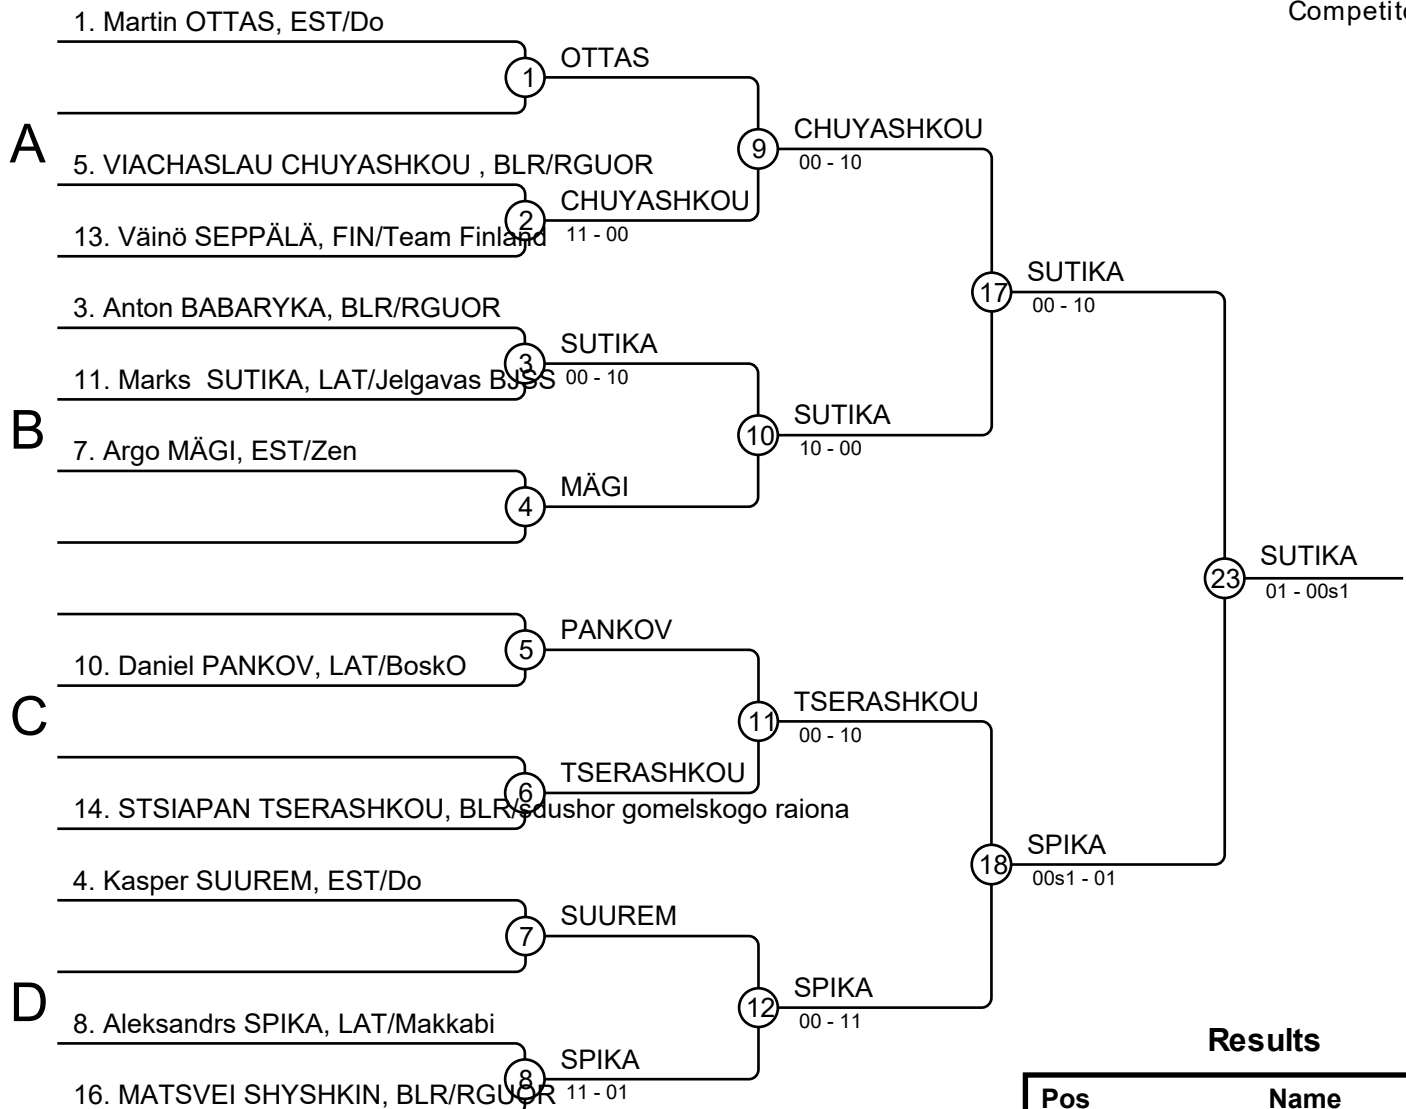 Competite
1. Martin OTTAS, EST/Do
1
OTTAS
A
9
CHUYASHKOU
00 - 10
5. VIACHASLAU CHUYASHKOU , BLR/RGUOR
2
CHUYASHKOU
11 - 00
13. Väinö SEPPÄLÄ, FIN/Team Finland
17
SUTIKA
00 - 10
3. Anton BABARYKA, BLR/RGUOR
3
SUTIKA
00 - 10
11. Marks  SUTIKA, LAT/Jelgavas BJSS
B
10
SUTIKA
10 - 00
7. Argo MÄGI, EST/Zen
4
MÄGI
23
SUTIKA
01 - 00s1
5
PANKOV
10. Daniel PANKOV, LAT/BoskO
C
11
TSERASHKOU
00 - 10
6
TSERASHKOU
14. STSIAPAN TSERASHKOU, BLR/sdushor gomelskogo raiona
18
SPIKA
00s1 - 01
4. Kasper SUUREM, EST/Do
7
SUUREM
D
12
SPIKA
00 - 11
8. Aleksandrs SPIKA, LAT/Makkabi
8
SPIKA
11 - 01
16. MATSVEI SHYSHKIN, BLR/RGUOR
Results
Pos Name